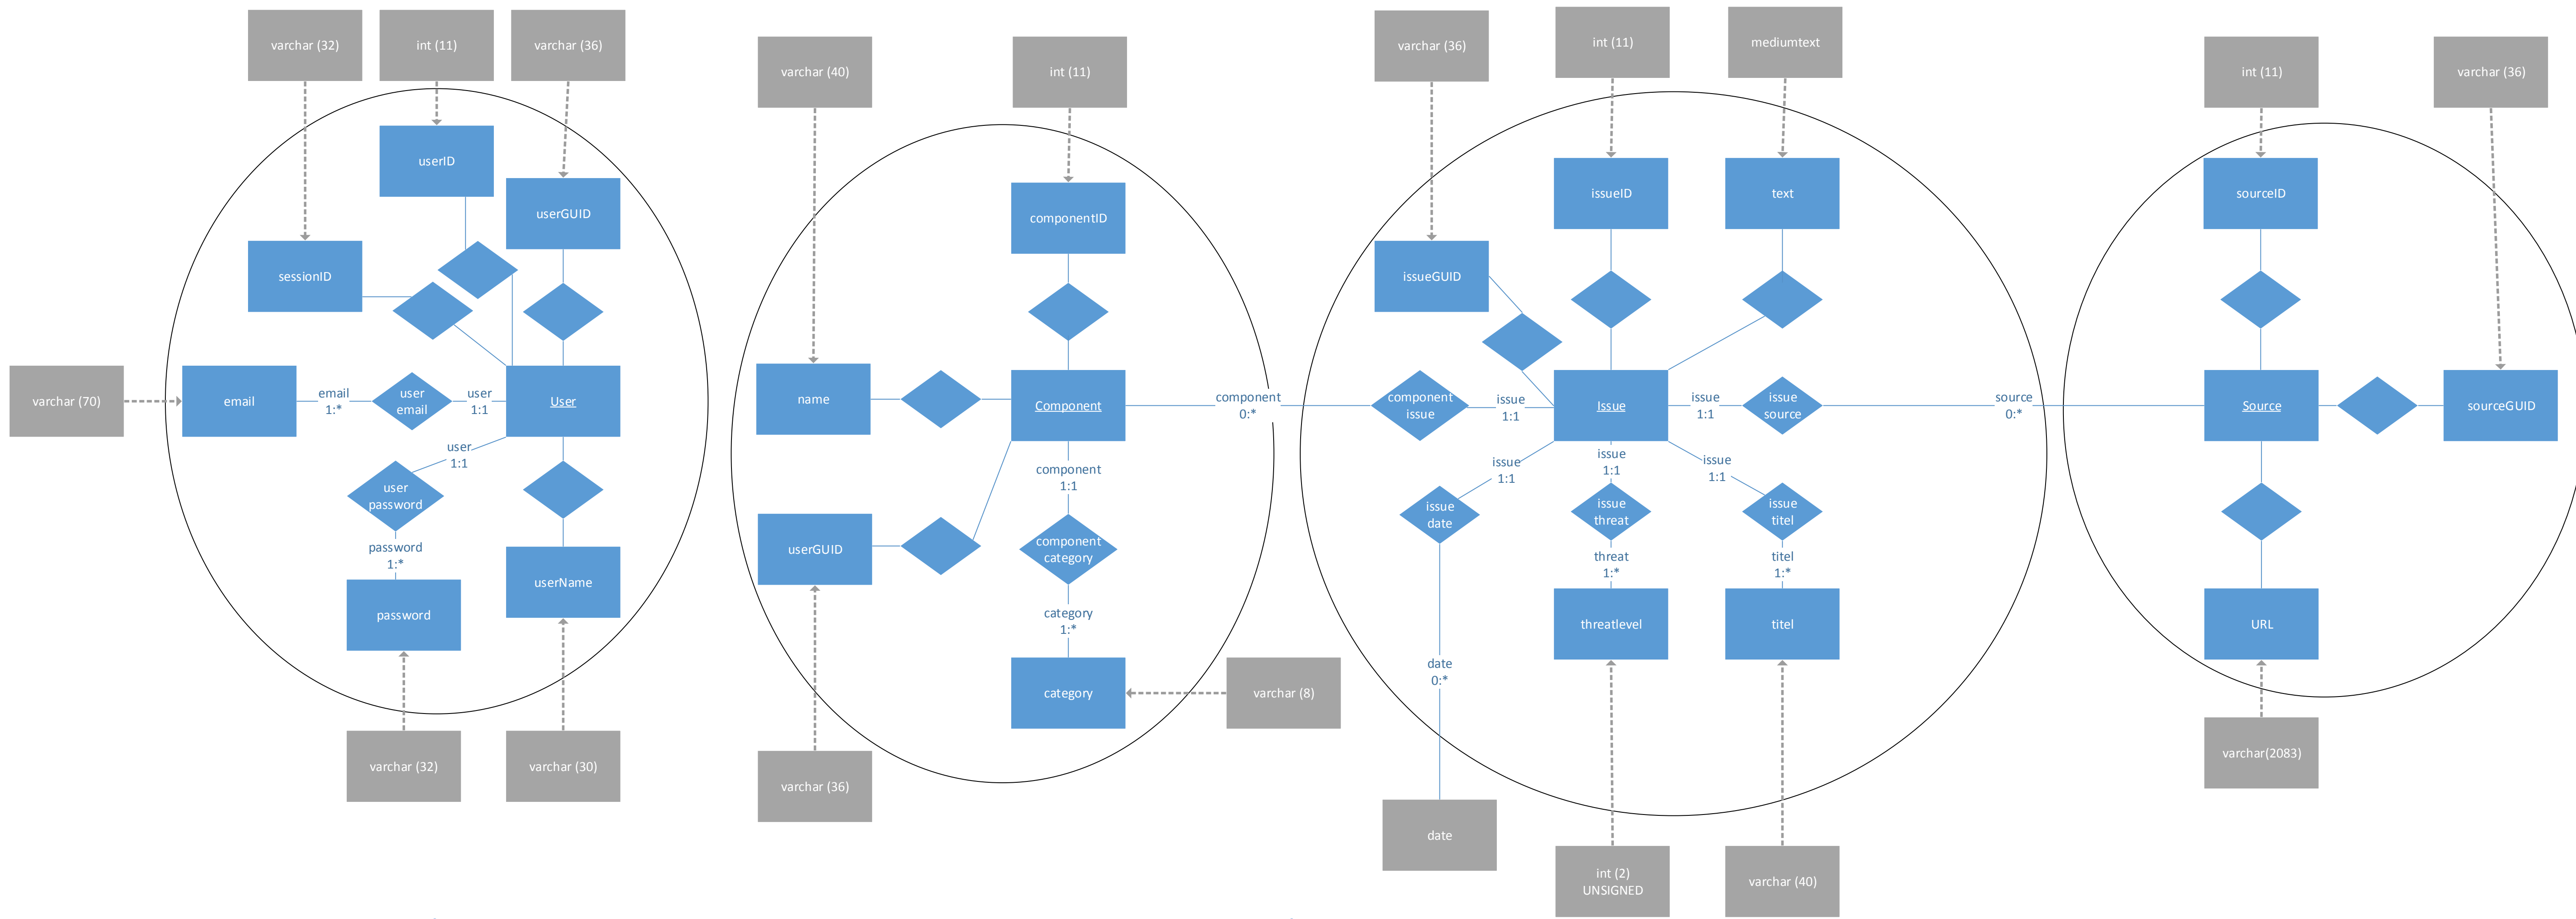 varchar (32)
int (11)
varchar (36)
userID
userGUID
sessionID
varchar (70)
email
email
1:*
user
email
user
1:1
User
user
1:1
user
password
password
1:*
password
userName
varchar (32)
varchar (30)
varchar (40)
int (11)
componentID
name
Component
component
0:*
userGUID
component
1:1
component
category
category
1:*
category
varchar (8)
varchar (36)
varchar (36)
int (11)
mediumtext
issueID
text
issueGUID
component
issue
issue
1:1
Issue
issue
1:1
issue
source
source
0:*
issue
1:1
issue
1:1
issue
1:1
issue
date
issue
threat
issue
titel
threat
1:*
titel
1:*
threatlevel
titel
date
0:*
date
int (2)
UNSIGNED
varchar (40)
int (11)
varchar (36)
sourceID
Source
sourceGUID
URL
varchar(2083)